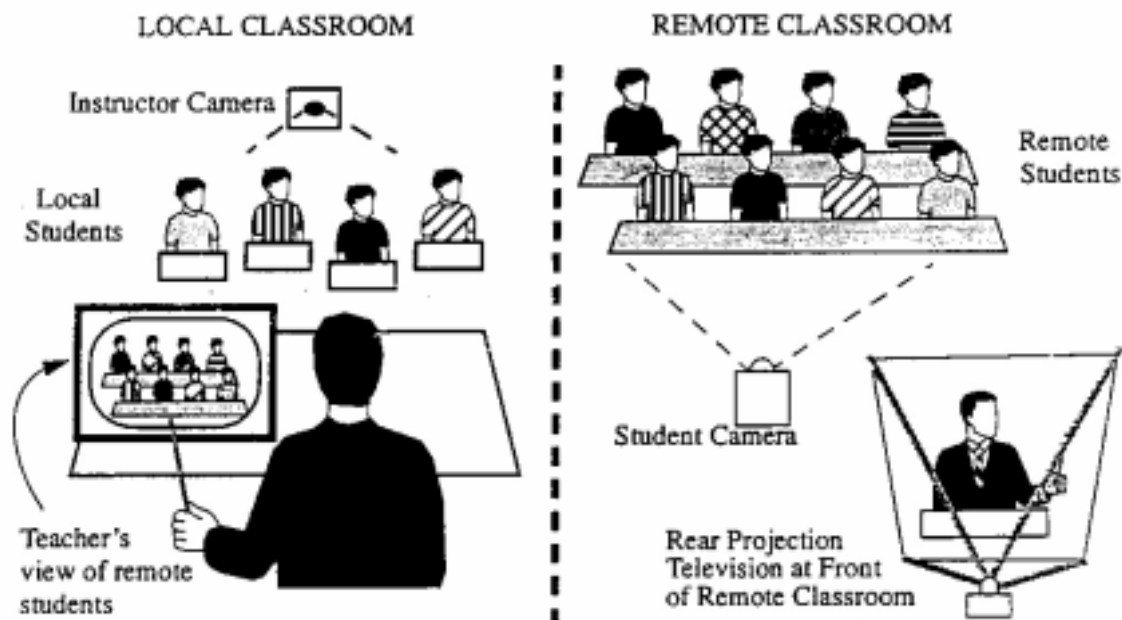 LOCAL CLASSROOM
Instructor Camera
Local
Students
Teacher's
view of remote
students
REMOTE CLASSROOM
Remote
Students
Student Camera
Rear Projection
Television at Front
of Remote Classroom